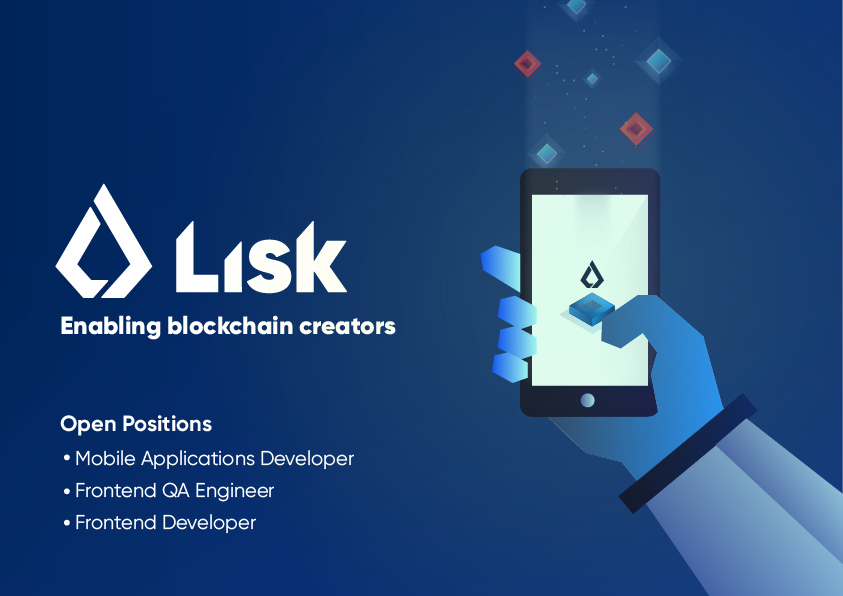 Lisk
Enabling blockchain creators
Open Positions
• Mobile Applications Developer
• Frontend QA Engineer
• Frontend Developer